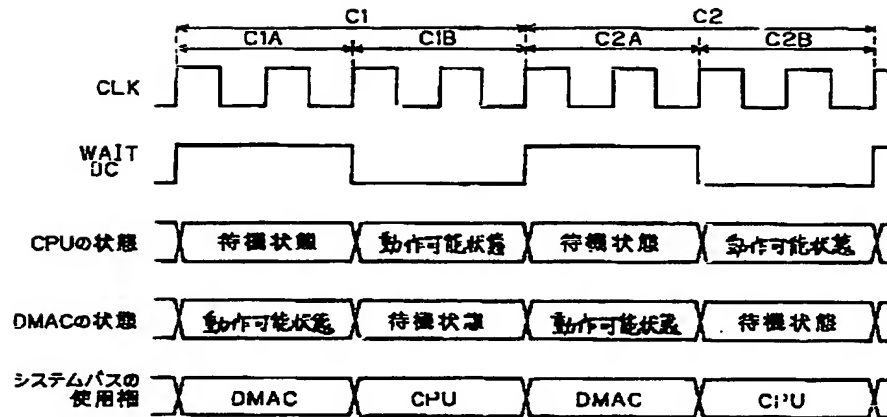 C1 C2
C1A C1B C2A C2B
CLK
WAIT
DC
CPUの状態 待機状態 動作可能状態 待機状態 動作可能状態
DMACの状態 動作可能状態 待機状態 動作可能状態 待機状態
システムバスの
使用権 DMAC CPU DMAC CPU